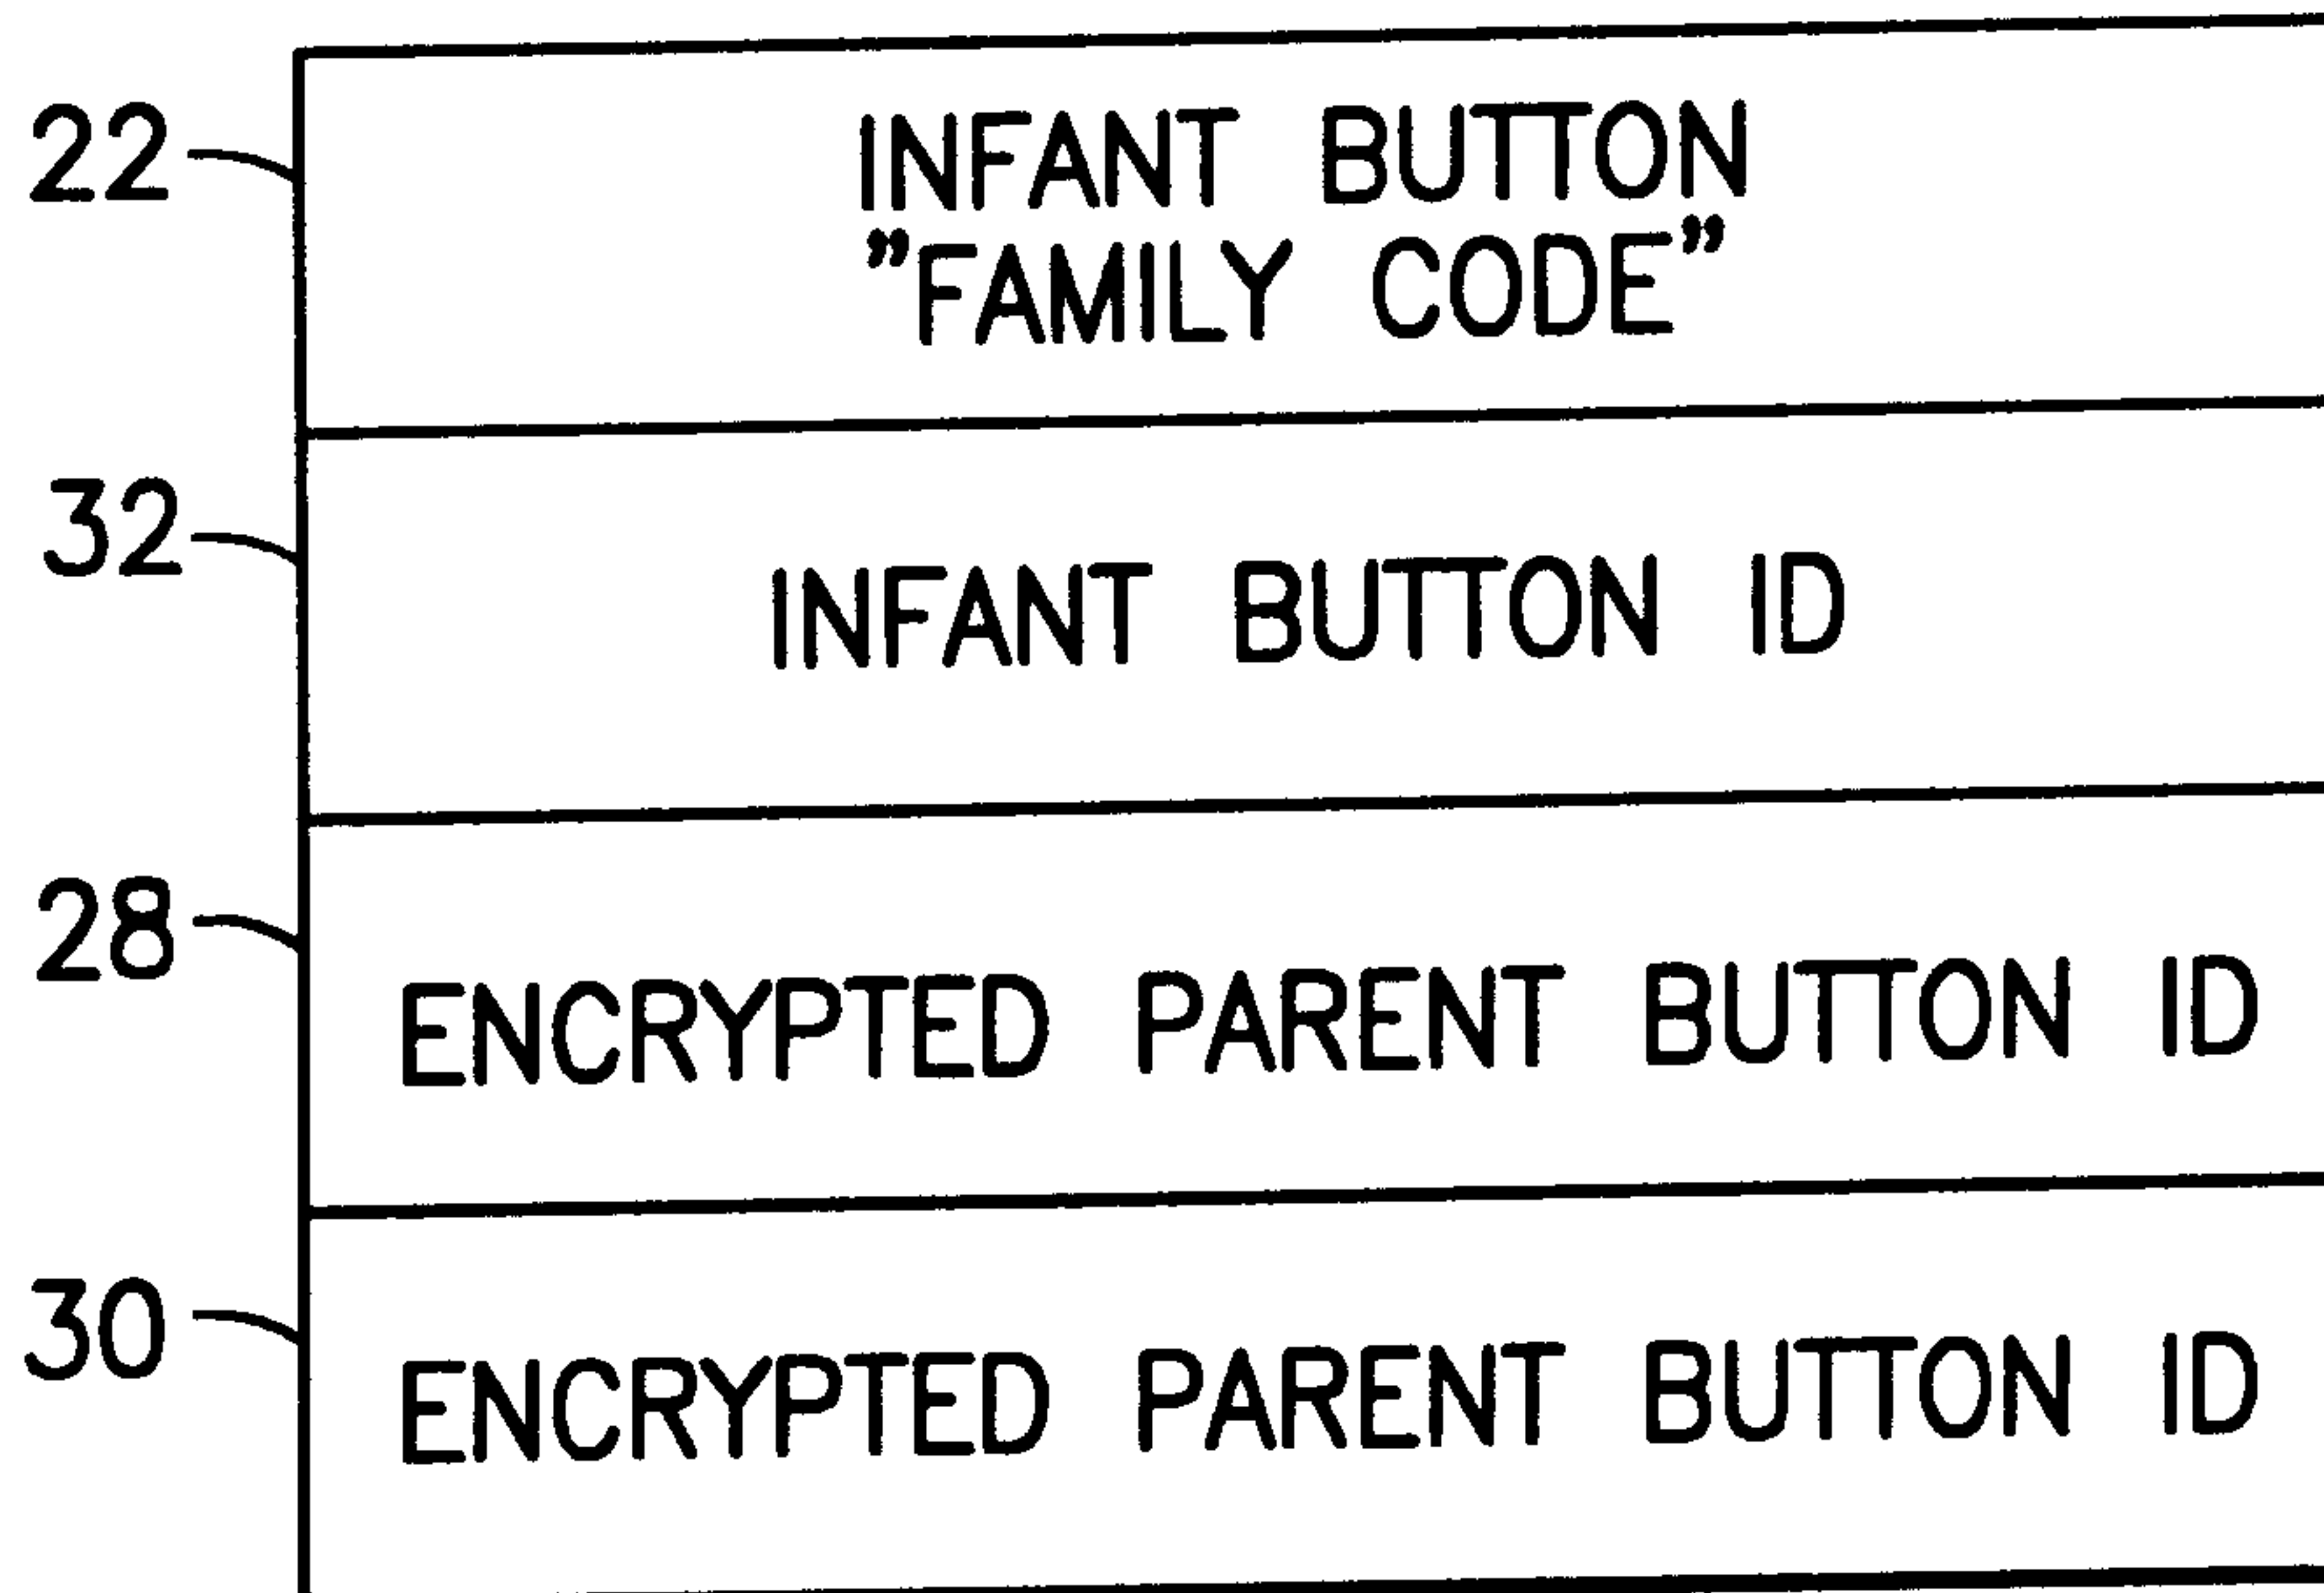 22
INFANT BUTTON
”FAMILY CODE”
32
INFANT BUTTON ID
28
ENCRYPTED PARENT BUTTON ID
30
ENCRYPTED PARENT BUTTON ID